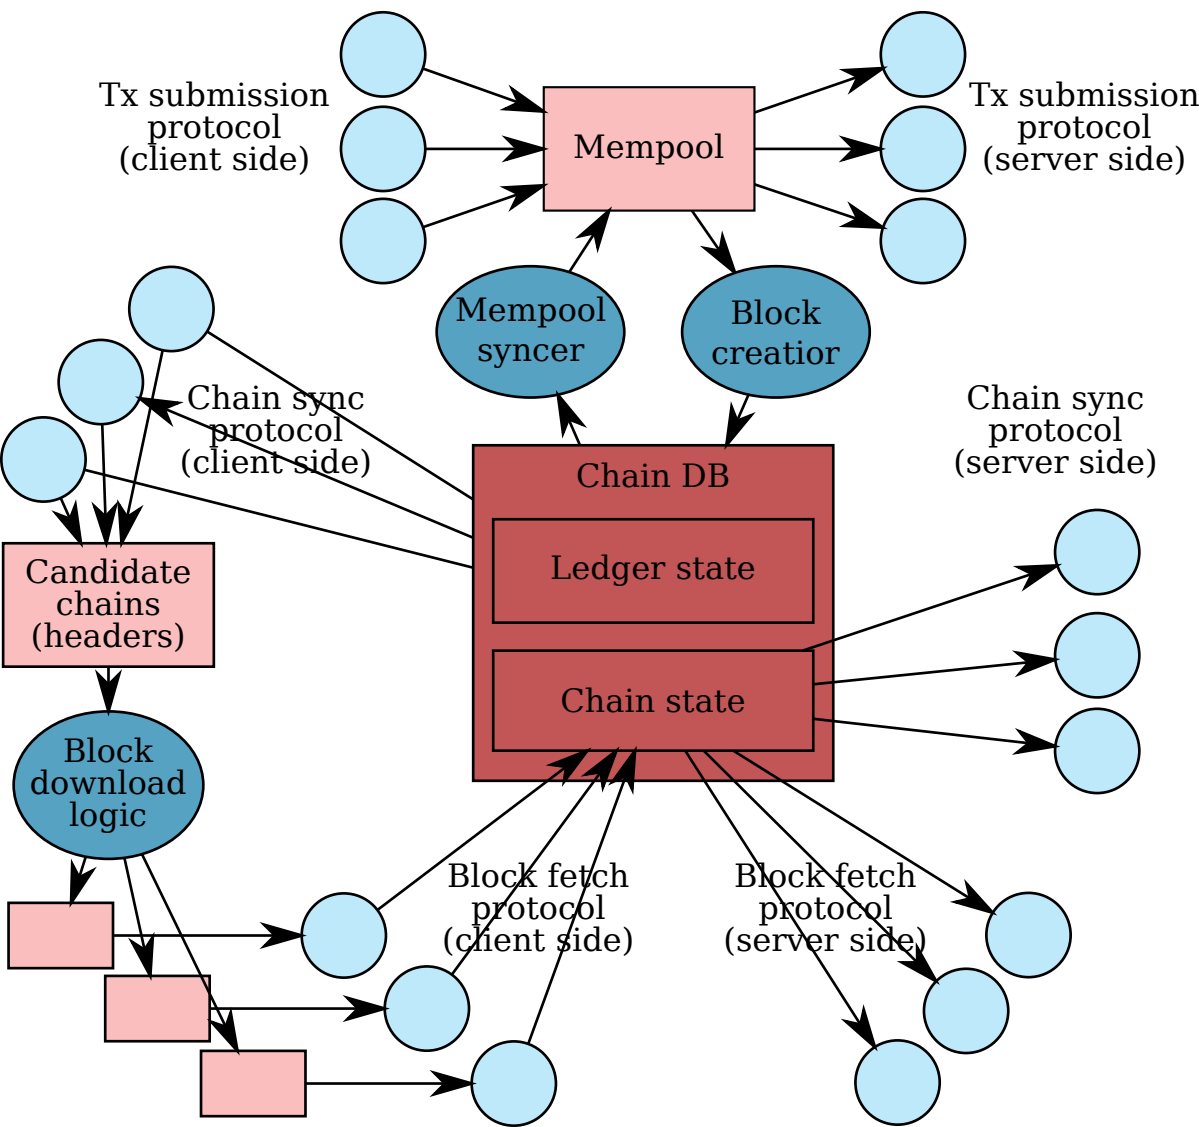 Tx submission
protocol
(client side)
Mempool
Tx submission
protocol
(server side)
Mempool
syncer
Block
creatior
Chain sync
protocol
(client side)
Chain sync
protocol
(server side)
Chain DB
Ledger state
Chain state
Candidate
chains
(headers)
Block
download
logic
Block fetch
protocol
(client side)
Block fetch
protocol
(server side)